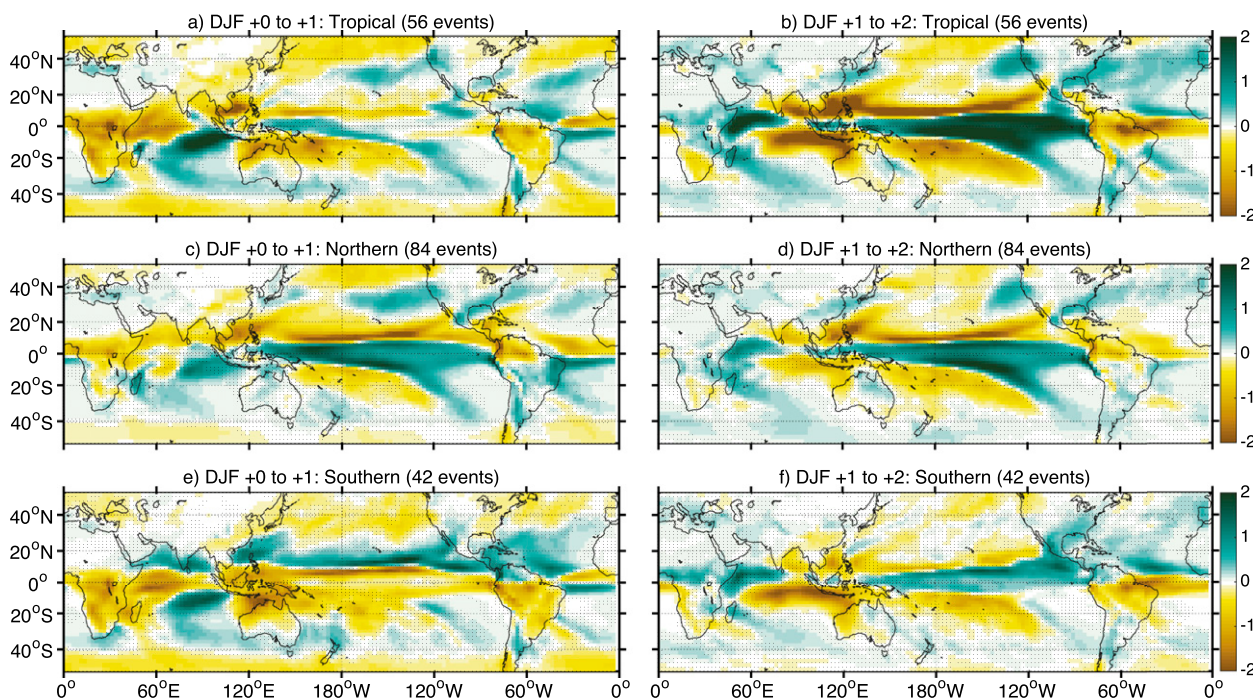 a) DJF +0 to +1: Tropical (56 events)
b) DJF +1 to +2: Tropical (56 events)
40°N
20°N
0°
20°S
40°S
2
1
0
-1
-2
c) DJF +0 to +1: Northern (84 events)
d) DJF +1 to +2: Northern (84 events)
40°N
20°N
0°
20°S
40°S
2
1
0
-1
-2
e) DJF +0 to +1: Southern (42 events)
f) DJF +1 to +2: Southern (42 events)
40°N
20°N
0°
20°S
40°S
2
1
0
-1
-2
0° 60°E 120°E 180°W 120°W 60°W 0°
60°E 120°E 180°W 120°W 60°W 0°